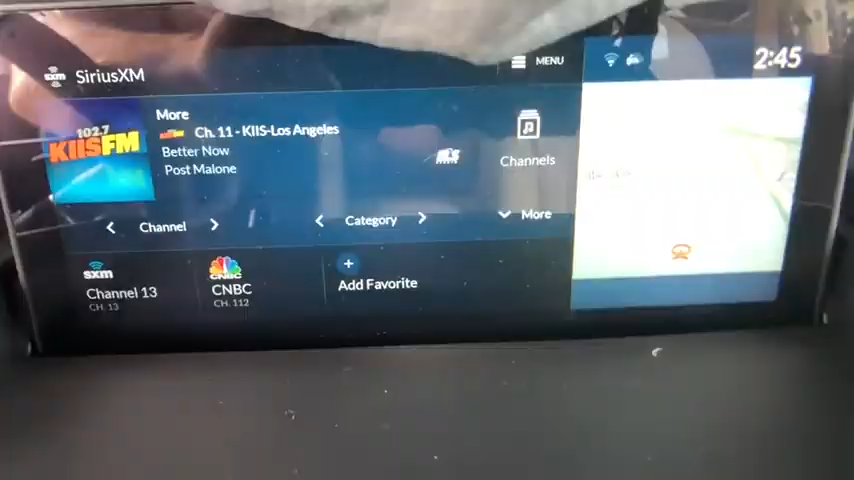 sxm SiriusXM
MENU
2:45
102.7
KIISFM
More
Ch. 11 - KIIS-Los Angeles
Better Now
Post Malone
Channels
Channel
Category
More
sxm
Channel 13
CH. 13
CNBC
CNBC
CH. 112
+
Add Favorite